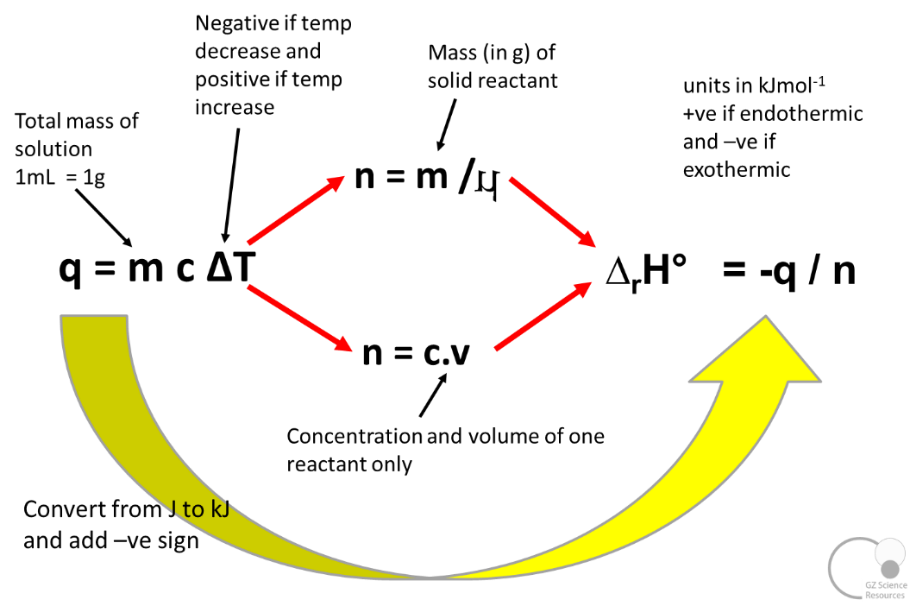 Negative if temp
decrease and
positive if temp
increase
Mass (in g) of
solid reactant
units in kJmol⁻¹
+ve if endothermic
and –ve if
exothermic
Total mass of
solution
1mL = 1g
n = m /
q = m c ΔT
ΔrH° = -q / n
n = c.v
Concentration and volume of one
reactant only
Convert from J to kJ
and add –ve sign
GZ Science
Resources